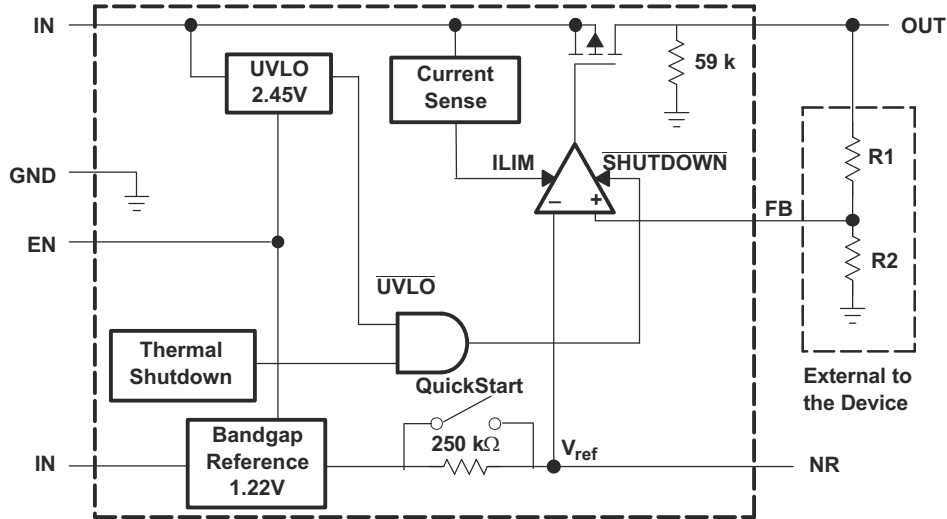 IN
OUT
UVLO
2.45V
Current
Sense
59 k
GND
ILIM
SHUTDOWN
R1
FB
EN
– +
R2
UVLO
Thermal
Shutdown
QuickStart
External to
the Device
IN
Bandgap
Reference
1.22V
250 kΩ
Vref
NR